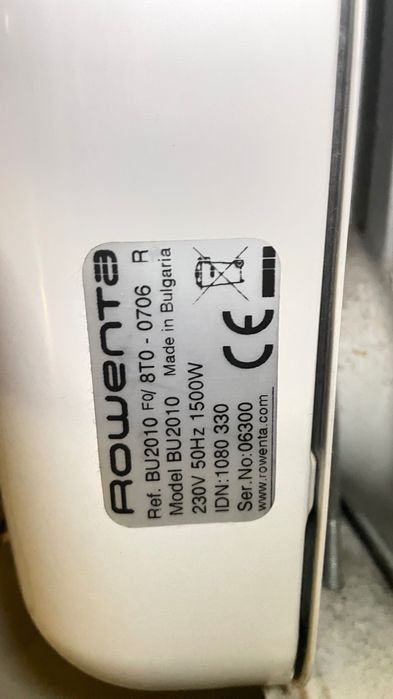 Rowenta
Ref. BU2010 F0/ 8T0 - 0706 R
Model BU2010 Made in Bulgaria
230V 50Hz 1500W
IDN:1080 330
Ser.No:06300
www.rowenta.com
CE